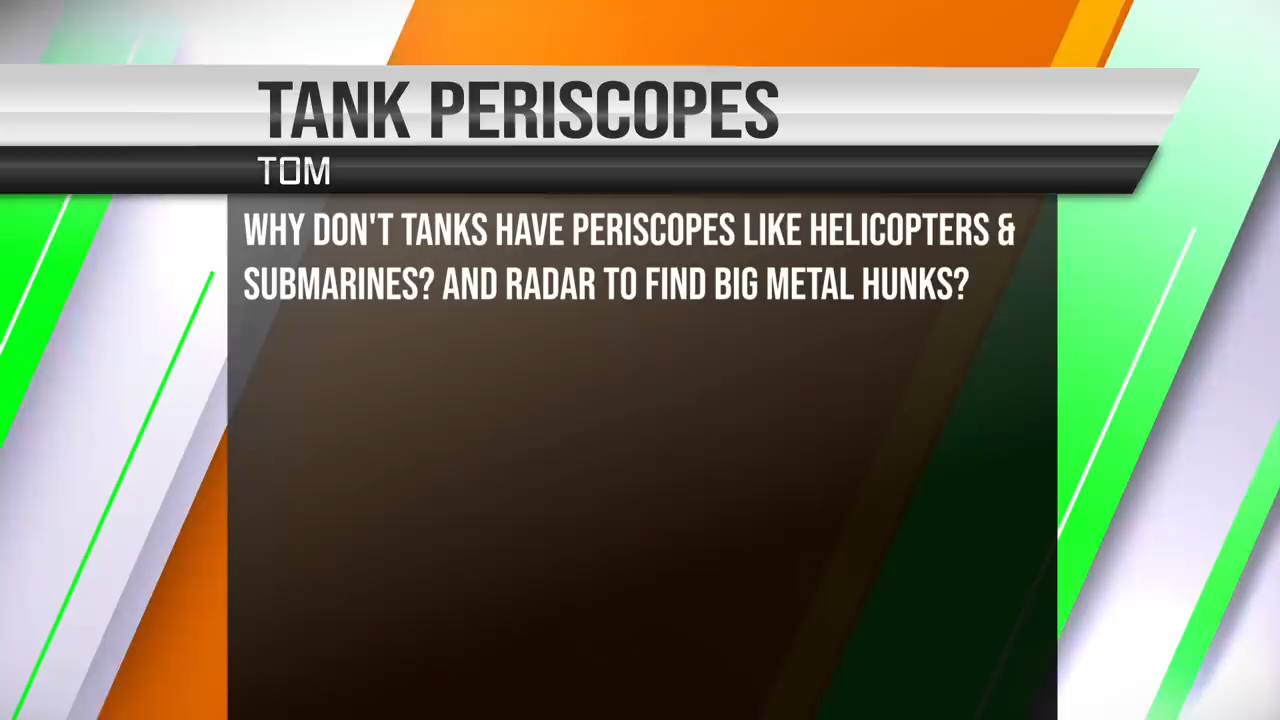 TANK PERISCOPES
TOM
WHY DON'T TANKS HAVE PERISCOPES LIKE HELICOPTERS &
SUBMARINES? AND RADAR TO FIND BIG METAL HUNKS?